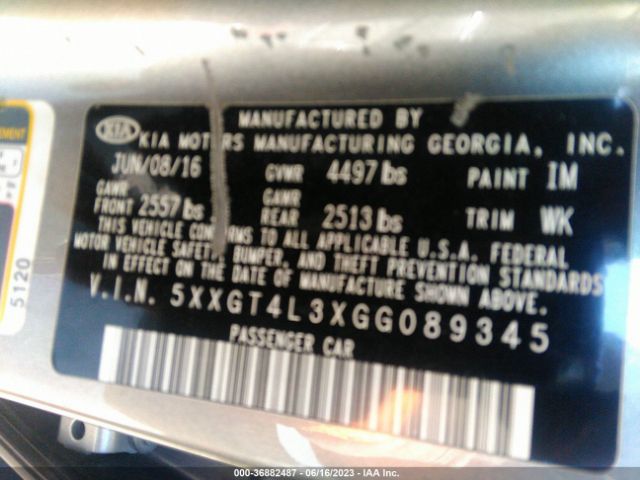 MANUFACTURED BY
KIA KIA MOTORS MANUFACTURING GEORGIA, INC.
JUN/08/16 GVWR 4497 lbs PAINT IM
GAWR FRONT 2557 lbs GAWR REAR 2513 lbs TRIM WK
THIS VEHICLE CONFORMS TO ALL APPLICABLE U.S.A. FEDERAL
MOTOR VEHICLE SAFETY, BUMPER, AND THEFT PREVENTION STANDARDS
IN EFFECT ON THE DATE OF MANUFACTURE SHOWN ABOVE.
V.I.N. 5XXGT4L3XGG089345
PASSENGER CAR
5120
000-36882487 - 06/16/2023 - IAA Inc.